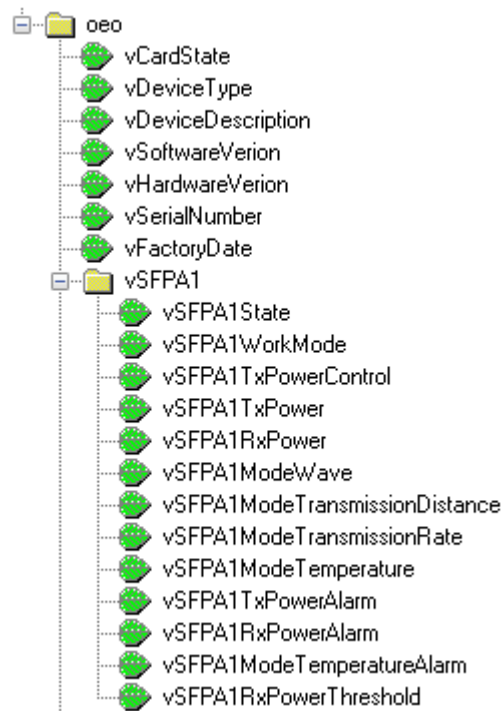 oeo
vCardState
vDeviceType
vDeviceDescription
vSoftwareVerion
vHardwareVerion
vSerialNumber
vFactoryDate
vSFPA1
vSFPA1State
vSFPA1WorkMode
vSFPA1TxPowerControl
vSFPA1TxPower
vSFPA1RxPower
vSFPA1ModeWave
vSFPA1ModeTransmissionDistance
vSFPA1ModeTransmissionRate
vSFPA1ModeTemperature
vSFPA1TxPowerAlarm
vSFPA1RxPowerAlarm
vSFPA1ModeTemperatureAlarm
vSFPA1RxPowerThreshold